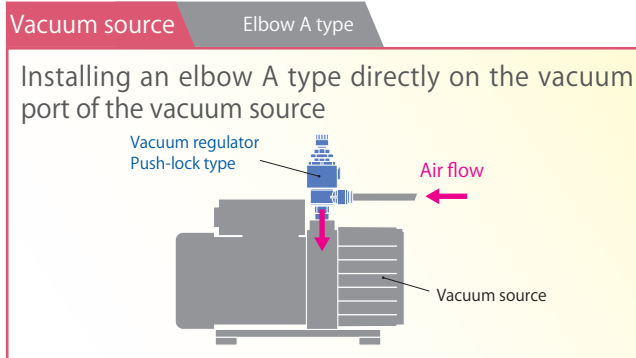 Vacuum source
Elbow A type
Installing an elbow A type directly on the vacuum
port of the vacuum source
Vacuum regulator
Push-lock type
Air flow
Vacuum source